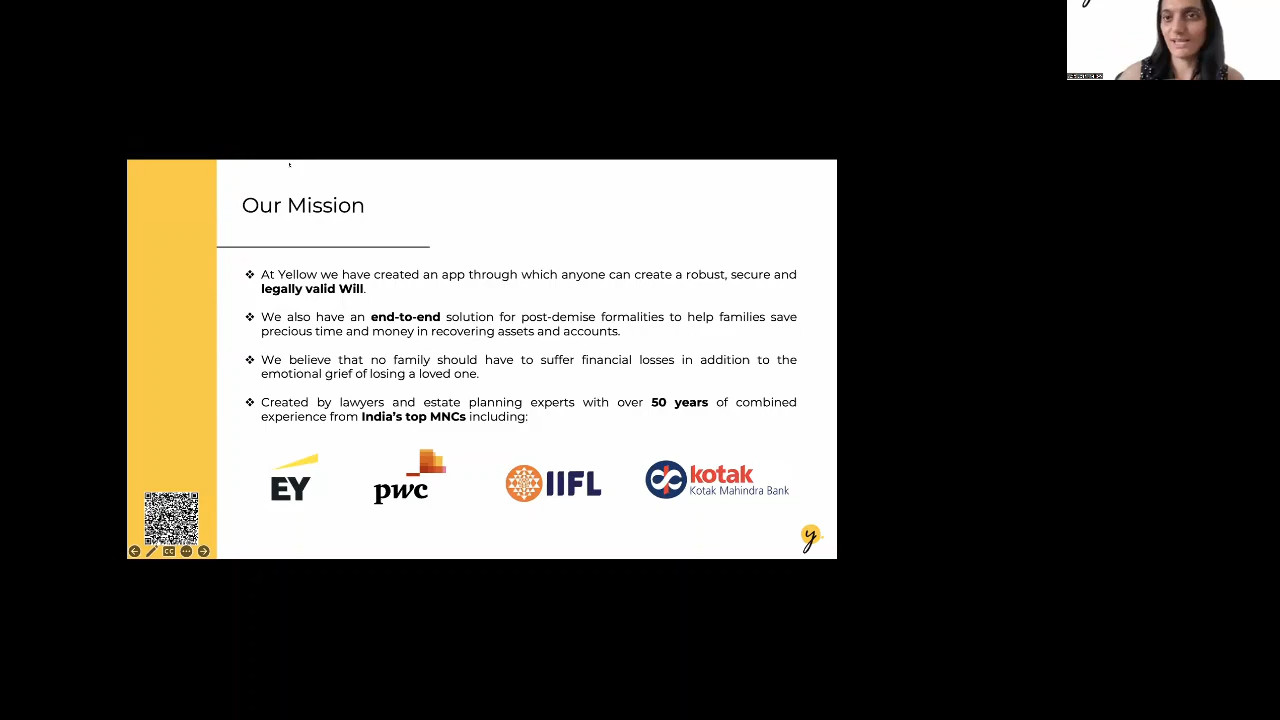 Our Mission
❖ At Yellow we have created an app through which anyone can create a robust, secure and
legally valid Will.
❖ We also have an end-to-end solution for post-demise formalities to help families save
precious time and money in recovering assets and accounts.
❖ We believe that no family should have to suffer financial losses in addition to the
emotional grief of losing a loved one.
❖ Created by lawyers and estate planning experts with over 50 years of combined
experience from India's top MNCs including:
EY
pwc
IIFL
kotak
Kotak Mahindra Bank
CC
y